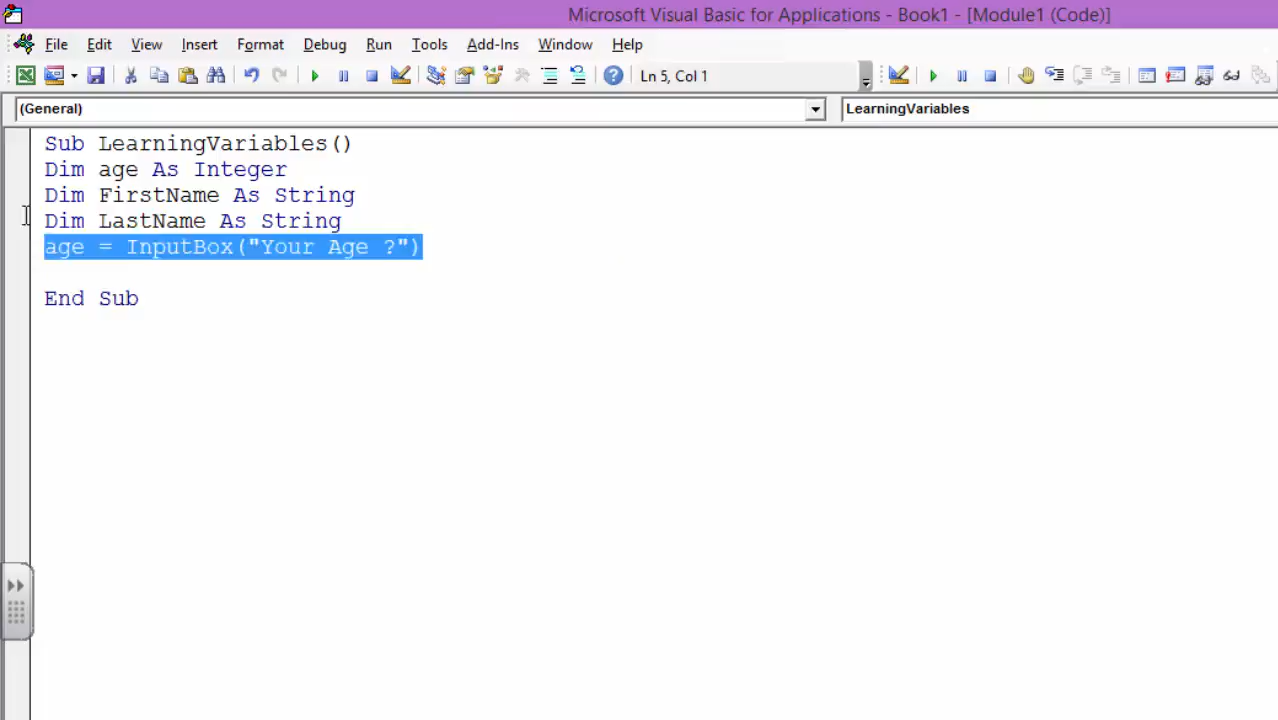 Microsoft Visual Basic for Applications - Book1 - [Module1 (Code)]
File Edit View Insert Format Debug Run Tools Add-Ins Window Help
Ln 5, Col 1
(General) LearningVariables
Sub LearningVariables()
Dim age As Integer
Dim FirstName As String
Dim LastName As String
age = InputBox("Your Age ?")
End Sub